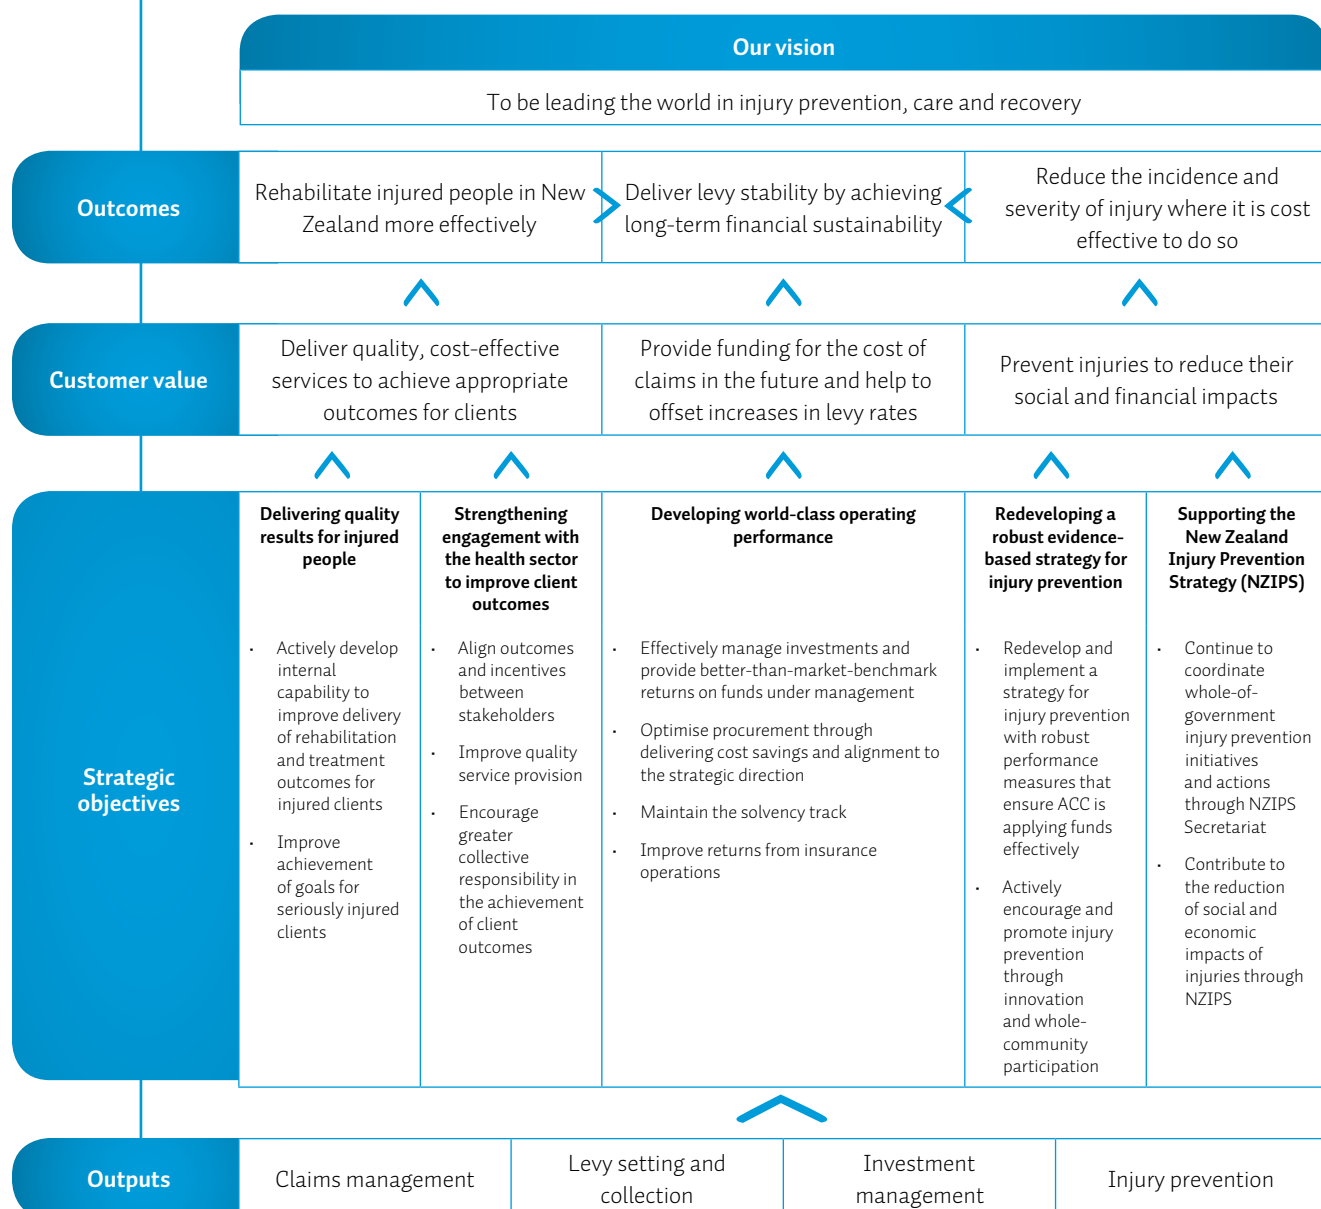 Our vision
To be leading the world in injury prevention, care and recovery
Outcomes
Rehabilitate injured people in New
Zealand more effectively
Deliver levy stability by achieving
long-term financial sustainability
Reduce the incidence and
severity of injury where it is cost
effective to do so
Customer value
Deliver quality, cost-effective
services to achieve appropriate
outcomes for clients
Provide funding for the cost of
claims in the future and help to
offset increases in levy rates
Prevent injuries to reduce their
social and financial impacts
Strategic
objectives
Delivering quality
results for injured
people
• Actively develop
internal
capability to
improve delivery
of rehabilitation
and treatment
outcomes for
injured clients
• Improve
achievement
of goals for
seriously injured
clients
Strengthening
engagement with
the health sector
to improve client
outcomes
• Align outcomes
and incentives
between
stakeholders
• Improve quality
service provision
• Encourage
greater
collective
responsibility in
the achievement
of client
outcomes
Developing world-class operating
performance
• Effectively manage investments and
provide better-than-market-benchmark
returns on funds under management
• Optimise procurement through
delivering cost savings and alignment to
the strategic direction
• Maintain the solvency track
• Improve returns from insurance
operations
Redeveloping a
robust evidence-
based strategy for
injury prevention
• Redevelop and
implement a
strategy for
injury prevention
with robust
performance
measures that
ensure ACC is
applying funds
effectively
• Actively
encourage and
promote injury
prevention
through
innovation
and whole-
community
participation
Supporting the
New Zealand
Injury Prevention
Strategy (NZIPS)
• Continue to
coordinate
whole-of-
government
injury prevention
initiatives
and actions
through NZIPS
Secretariat
• Contribute to
the reduction
of social and
economic
impacts of
injuries through
NZIPS
Outputs
Claims management
Levy setting and
collection
Investment
management
Injury prevention